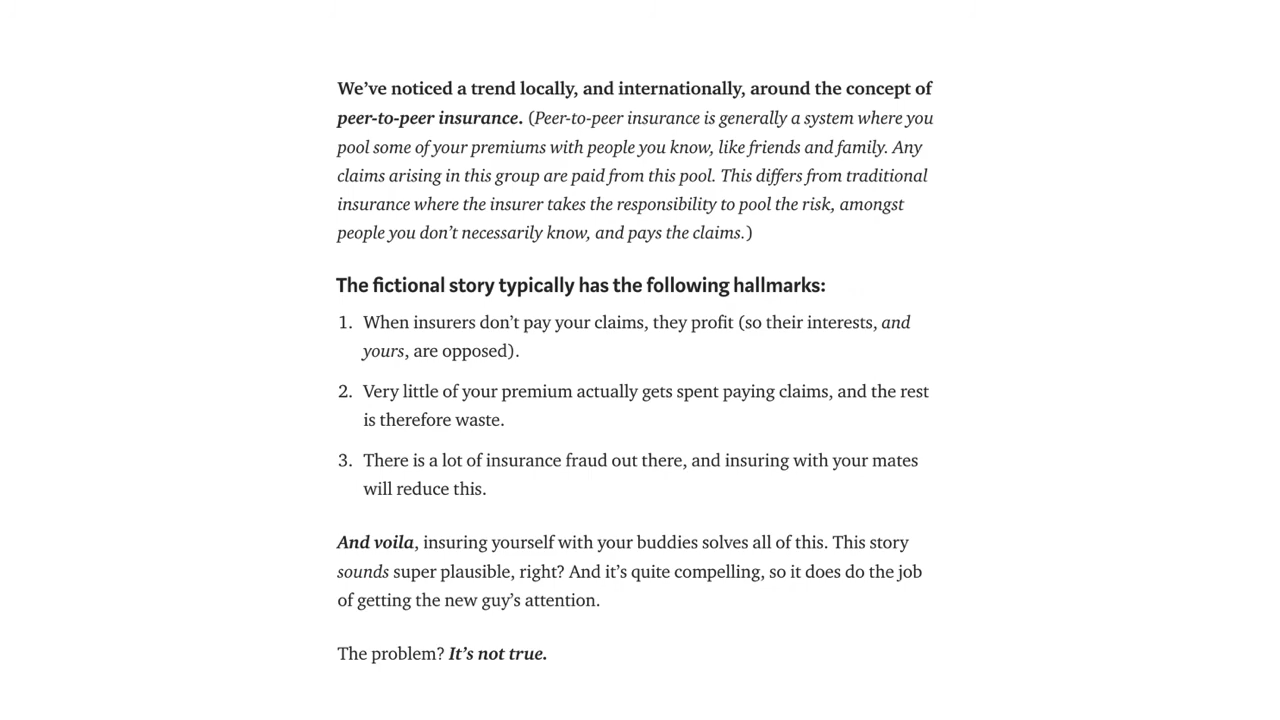 We’ve noticed a trend locally, and internationally, around the concept of
peer-to-peer insurance. (Peer-to-peer insurance is generally a system where you
pool some of your premiums with people you know, like friends and family. Any
claims arising in this group are paid from this pool. This differs from traditional
insurance where the insurer takes the responsibility to pool the risk, amongst
people you don’t necessarily know, and pays the claims.)
The fictional story typically has the following hallmarks:
1. When insurers don’t pay your claims, they profit (so their interests, and
yours, are opposed).
2. Very little of your premium actually gets spent paying claims, and the rest
is therefore waste.
3. There is a lot of insurance fraud out there, and insuring with your mates
will reduce this.
And voila, insuring yourself with your buddies solves all of this. This story
sounds super plausible, right? And it’s quite compelling, so it does do the job
of getting the new guy’s attention.
The problem? It’s not true.